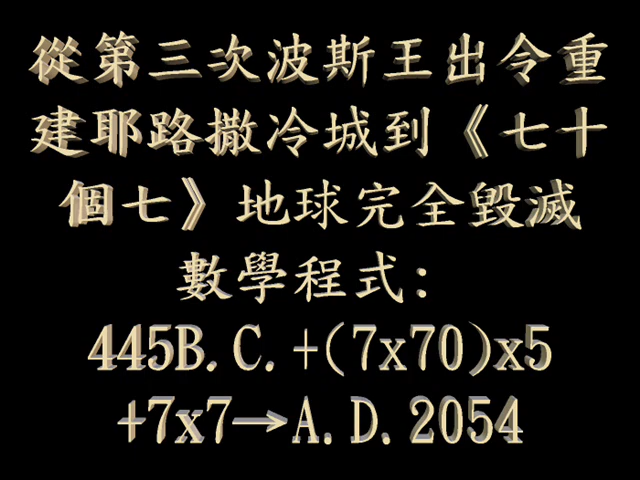 從第三次波斯王出令重
建耶路撒冷城到《七十
個七》地球完全毀滅
數學程式:
445B.C.+(7x70)x5
+7x7→A.D.2054